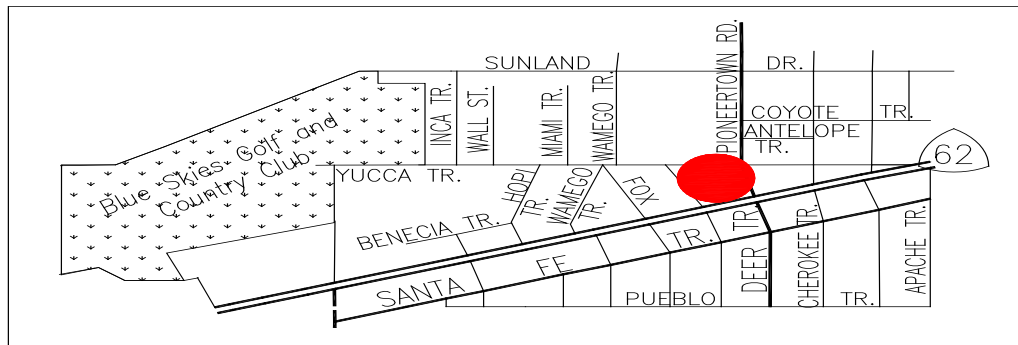 SUNLAND DR.
PIONEERTOWN RD.
INCA TR.
WALL ST.
MIAMI TR.
WAMEGO TR.
COYOTE TR.
ANTELOPE
TR.
62
Blue Skies Golf and
Country Club
YUCCA TR.
HOPI
TR.
WAMEGO
TR.
FOX
BENECIA TR.
SANTA FE TR.
DEER TR.
CHEROKEE TR.
APACHE TR.
PUEBLO TR.